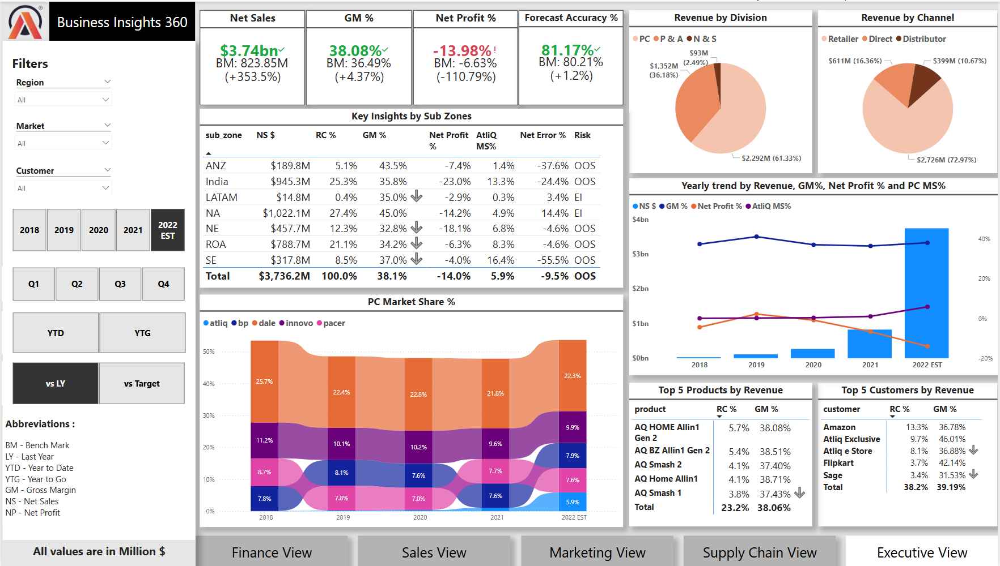 ®
Business Insights 360
Filters
Region
All
Market
All
Customer
All
2018
2019
2020
2021
2022
EST
Q1
Q2
Q3
Q4
YTD
YTG
vs LY
vs Target
Abbreviations :
BM - Bench Mark
LY - Last Year
YTD - Year to Date
YTG - Year to Go
GM - Gross Margin
NS - Net Sales
NP - Net Profit
All values are in Million $
Net Sales
$3.74bn
BM: 823.85M
(+353.5%)
GM %
38.08%
BM: 36.49%
(+4.37%)
Net Profit %
-13.98% !
BM: -6.63%
(-110.79%)
Forecast Accuracy %
81.17%
BM: 80.21%
(+1.2%)
Key Insights by Sub Zones
sub_zone NS $ RC % GM % Net Profit % AtliQ MS% Net Error % Risk
ANZ $189.8M 5.1% 43.5% -7.4% 1.4% -37.6% OOS
India $945.3M 25.3% 35.8% -23.0% 13.3% -24.4% OOS
LATAM $14.8M 0.4% 35.0% -2.9% 0.3% 3.4% EI
NA $1,022.1M 27.4% 45.0% -14.2% 4.9% 14.4% EI
NE $457.7M 12.3% 32.8% -18.1% 6.8% -4.6% OOS
ROA $788.7M 21.1% 34.2% -6.3% 8.3% -4.6% OOS
SE $317.8M 8.5% 37.0% -4.0% 16.4% -55.5% OOS
Total $3,736.2M 100.0% 38.1% -14.0% 5.9% -9.5% OOS
PC Market Share %
atliq bp dale innovo pacer
50%
40%
30%
20%
10%
0%
25.7%
11.2%
8.7%
7.8%
22.4%
10.1%
8.1%
7.8%
22.8%
10.2%
7.6%
7.0%
21.8%
9.6%
7.7%
7.6%
22.3%
9.9%
7.9%
7.6%
5.9%
2018 2019 2020 2021 2022 EST
Revenue by Division
PC P & A N & S
$93M
(2.49%)
$1,352M
(36.18%)
$2,292M (61.33%)
Revenue by Channel
Retailer Direct Distributor
$611M (16.36%)
$399M (10.67%)
$2,726M (72.97%)
Yearly trend by Revenue, GM%, Net Profit % and PC MS%
NS $ GM % Net Profit % AtliQ MS%
$4bn
$3bn
$2bn
$1bn
$0bn
40%
20%
0%
-20%
2018 2019 2020 2021 2022 EST
Top 5 Products by Revenue
product RC % GM %
AQ HOME Allin1 Gen 2 5.7% 38.08%
AQ BZ Allin1 Gen 2 5.4% 38.51%
AQ Smash 2 4.1% 37.40%
AQ Home Allin1 4.1% 38.71%
AQ Smash 1 3.8% 37.43%
Total 23.2% 38.06%
Top 5 Customers by Revenue
customer RC % GM %
Amazon 13.3% 36.78%
Atliq Exclusive 9.7% 46.01%
Atliq e Store 8.1% 36.88%
Flipkart 3.7% 42.14%
Sage 3.4% 31.53%
Total 38.2% 39.19%
Finance View
Sales View
Marketing View
Supply Chain View
Executive View